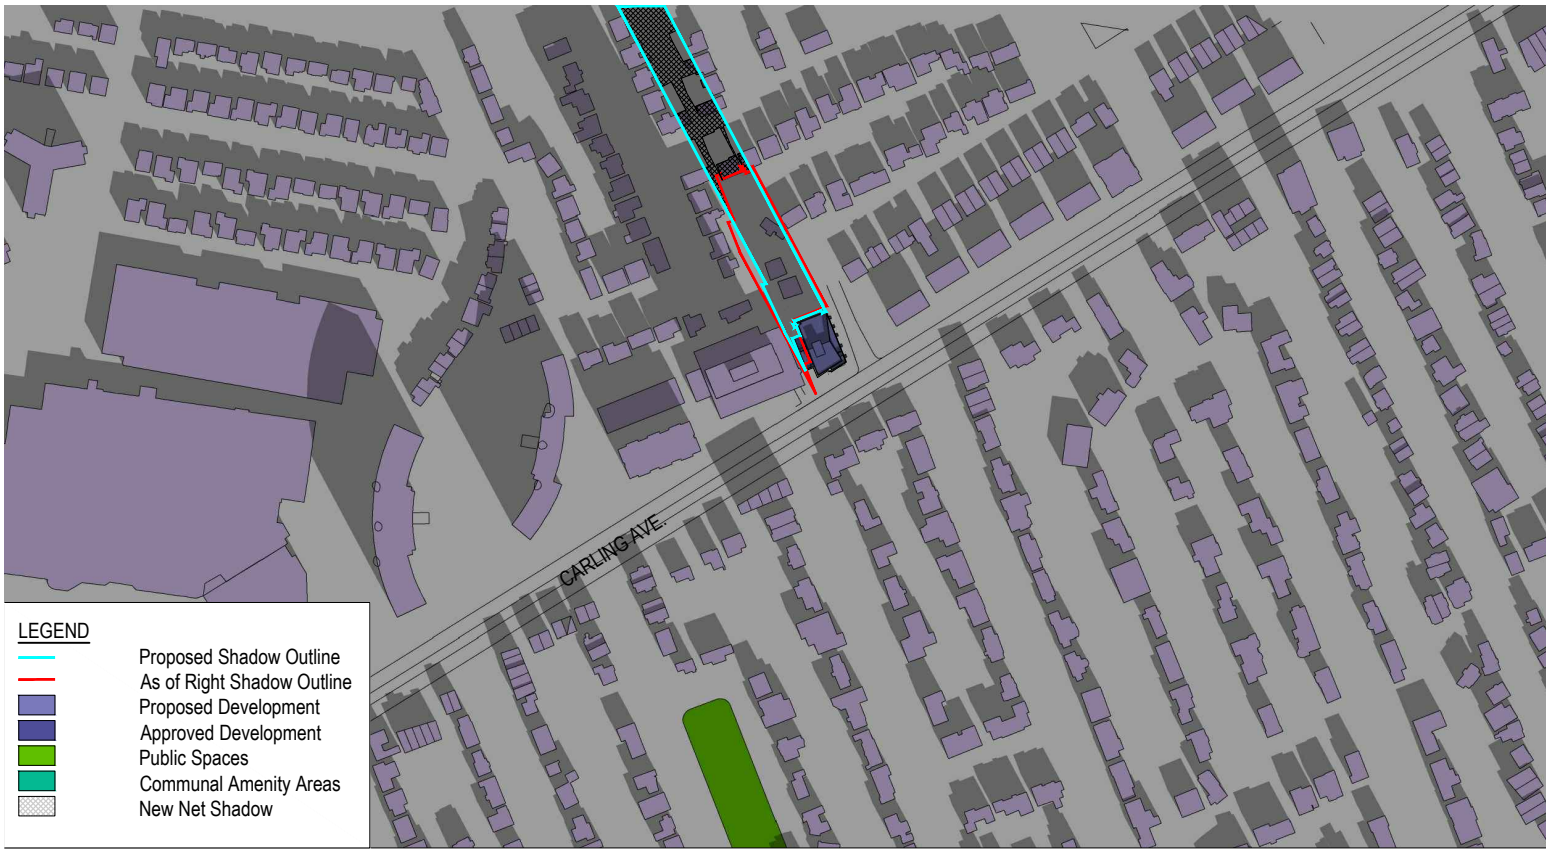 CARLING AVE.
LEGEND
Proposed Shadow Outline
As of Right Shadow Outline
Proposed Development
Approved Development
Public Spaces
Communal Amenity Areas
New Net Shadow